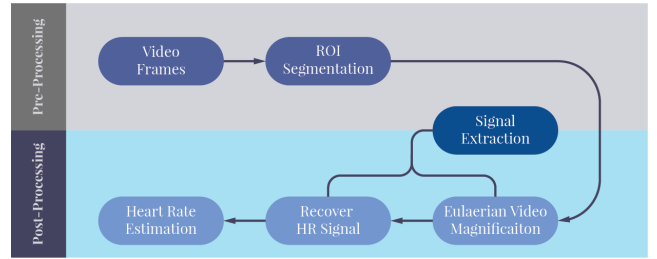 Pre-Processing
Video
Frames
ROI
Segmentation
Signal
Extraction
Post-Processing
Heart Rate
Estimation
Recover
HR Signal
Eulaerian Video
Magnificaiton